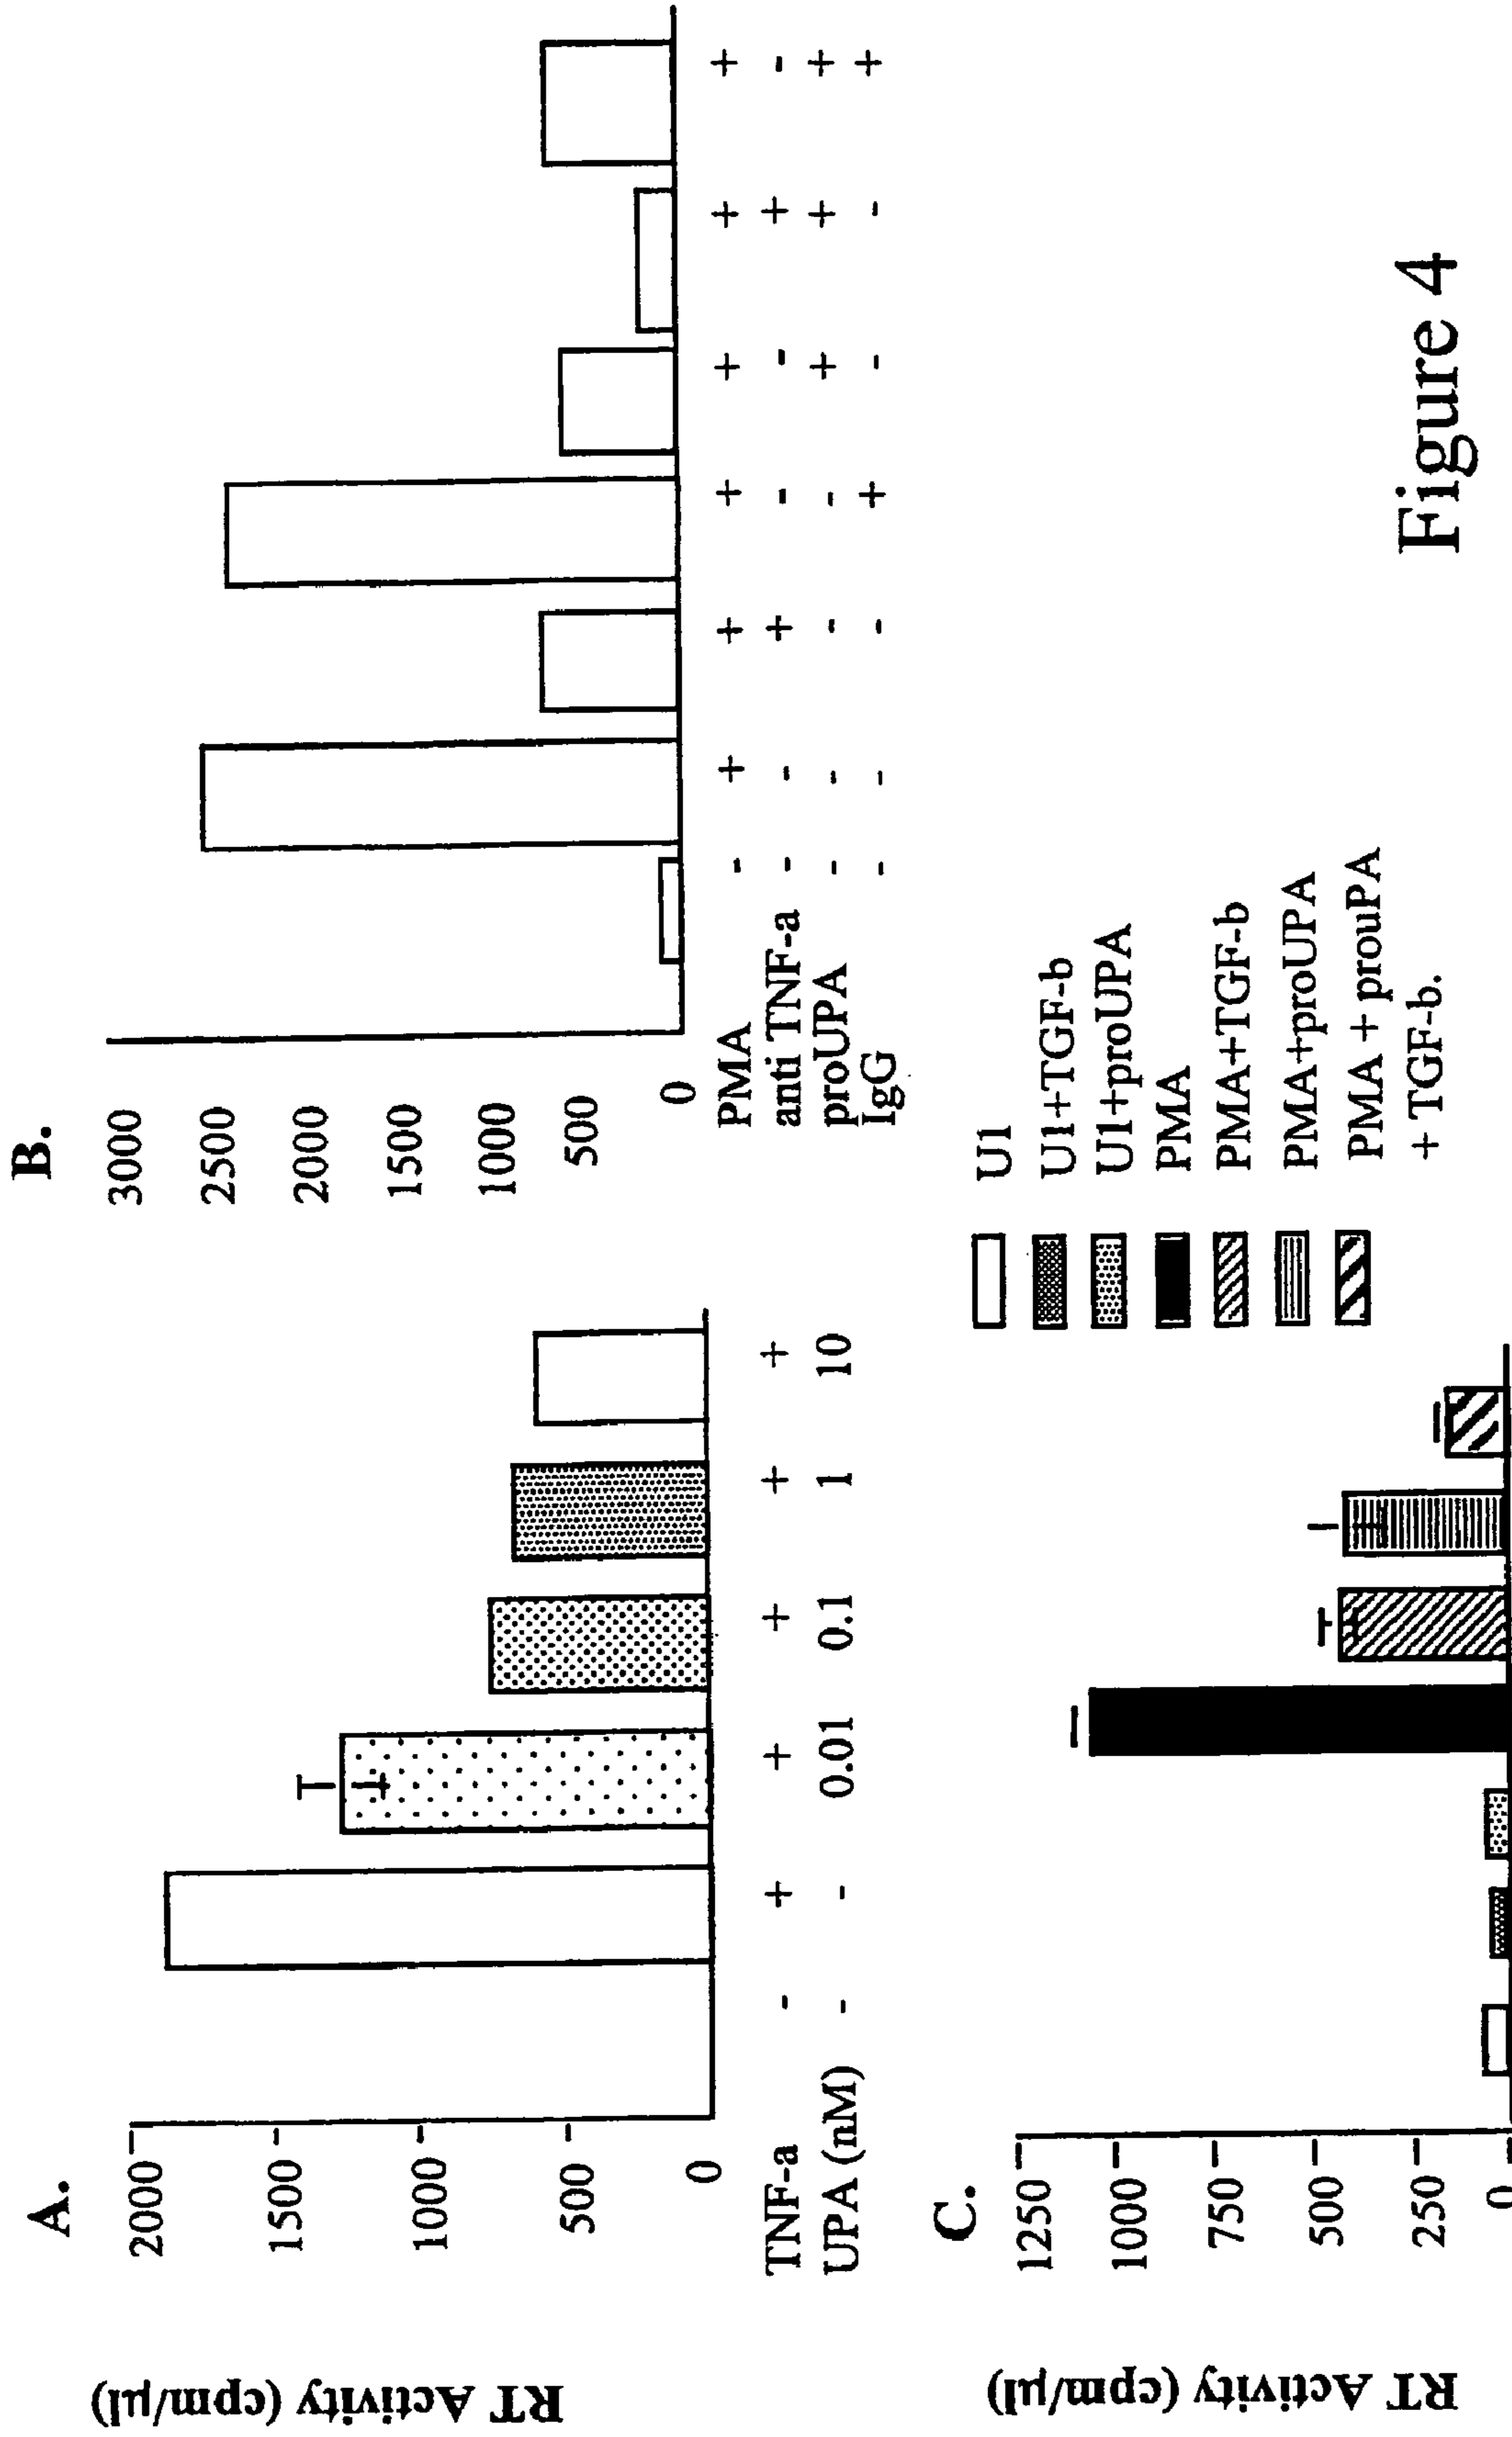 A.
RT Activity (cpm/µl)
2000
1500
1000
500
0
TNF-a - + + + + +
UPA (nM) - - 0.01 0.1 1 10
B.
3000
2500
2000
1500
1000
500
0
PMA - + + + + + +
anti TNF-a - - + - - + -
proUPA - - - - + + +
IgG - - - + - - +
C.
RT Activity (cpm/µl)
1250
1000
750
500
250
0
U1
U1+TGF-b
U1+proUPA
PMA
PMA+TGF-b
PMA+proUPA
PMA + prouPA
+ TGF-b.
Figure 4